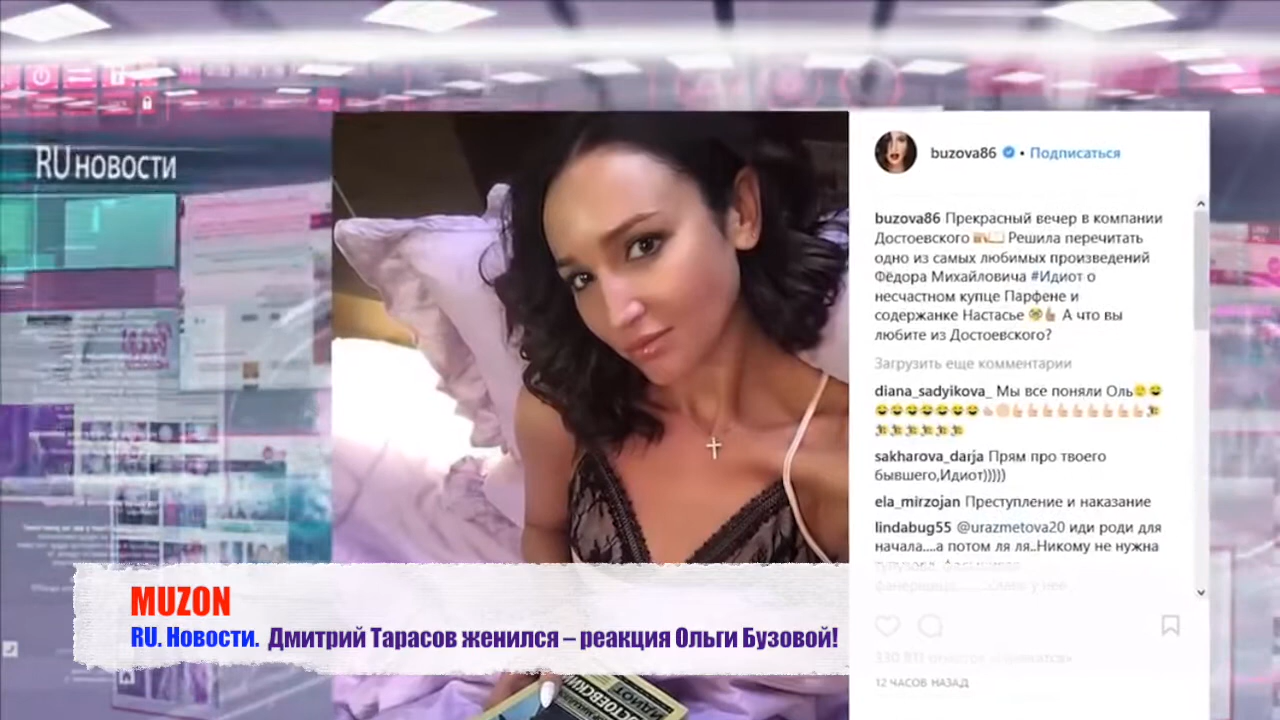 RU НОВОСТИ
buzova86 • Подписаться
buzova86 Прекрасный вечер в компании
Достоевского Решила перечитать
одно из самых любимых произведений
Фёдора Михайловича #Идиот о
несчастном купце Парфене и
содержанке Настасье А что вы
любите из Достоевского?
Загрузить еще комментарии
diana_sadyikova_ Мы все поняли Оль
sakharova_darja Прям про твоего
бывшего,Идиот)))))
ela_mirzojan Преступление и наказание
lindabug55 @urazmetova20 иди роди для
начала....а потом ля ля..Никому не нужна
12 ЧАСОВ НАЗАД
MUZON
RU. Новости. Дмитрий Тарасов женился – реакция Ольги Бузовой!
ДОСТОЕВСКИЙ
ИДИОТ